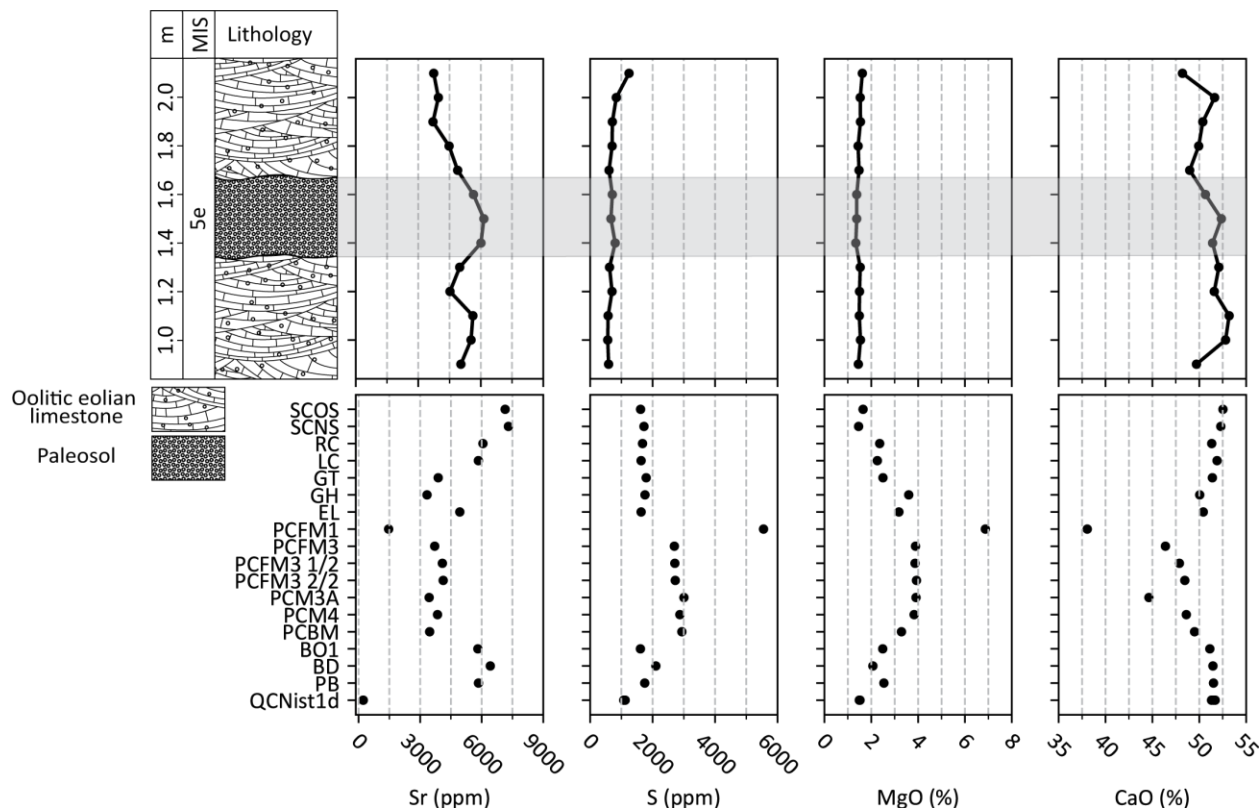 m MIS Lithology
2.0
1.8
1.6
1.4
1.2
1.0
5e
Oolitic eolian
limestone
Paleosol
SCOS
SCNS
RC
LC
GT
GH
EL
PCFM1
PCFM3
PCFM3 1/2
PCFM3 2/2
PCM3A
PCM4
PCBM
BO1
BD
PB
QCNist1d
0 3000 6000 9000
Sr (ppm)
0 2000 4000 6000
S (ppm)
0 2 4 6 8
MgO (%)
35 40 45 50 55
CaO (%)